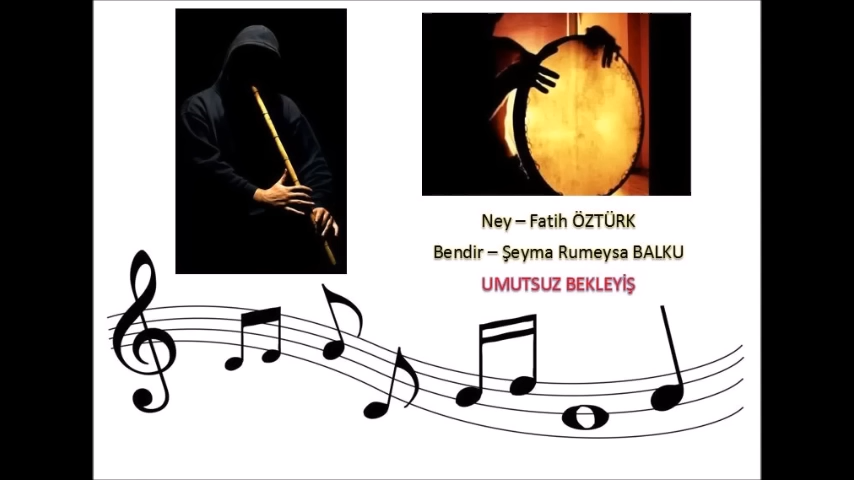 Ney – Fatih ÖZTÜRK
Bendir – Şeyma Rumeysa BALKU
UMUTSUZ BEKLEYİŞ